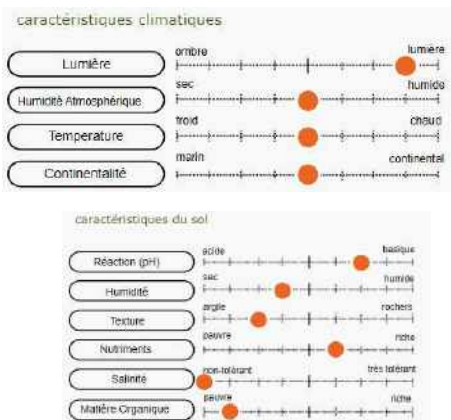 caractéristiques climatiques
ombre lumière
Lumière
sec humide
Humidité Atmosphérique
froid chaud
Temperature
marin continental
Continentalité
caractéristiques du sol
acide basique
Réaction (pH)
sec humide
Humidité
argile rochers
Texture
pauvre riche
Nutriments
non-tolérant très tolérant
Salinité
pauvre riche
Matière Organique